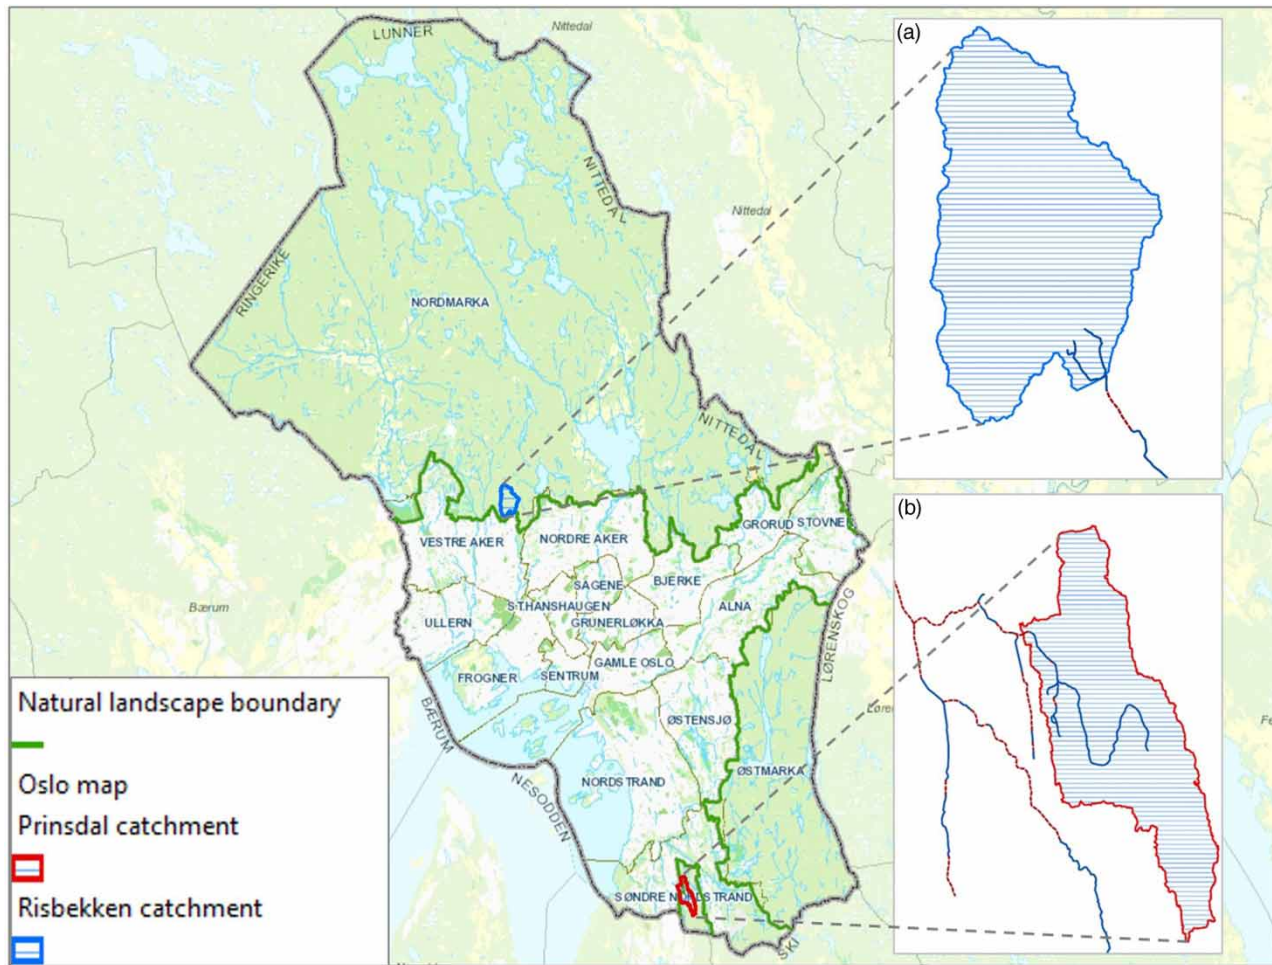 LUNNER
Nittedal
(a)
NITTEDAL
Nittedal
RINGERIKE
NORDMARKA
NITTEDAL
(b)
GRORUD
STOVNER
VESTRE AKER
NORDRE AKER
BJERKE
SAGENE
ST.HANSHAUGEN
ALNA
Bærum
ULLERN
GRÜNERLØKKA
LØRENSKOG
GAMLE OSLO
FROGNER
SENTRUM
BÆRUM
ØSTENSJØ
Natural landscape boundary
NESODDEN
NORDSTRAND
ØSTMARKA
Oslo map
Prinsdal catchment
SØNDRE NORDSTRAND
Risbekken catchment
SKI